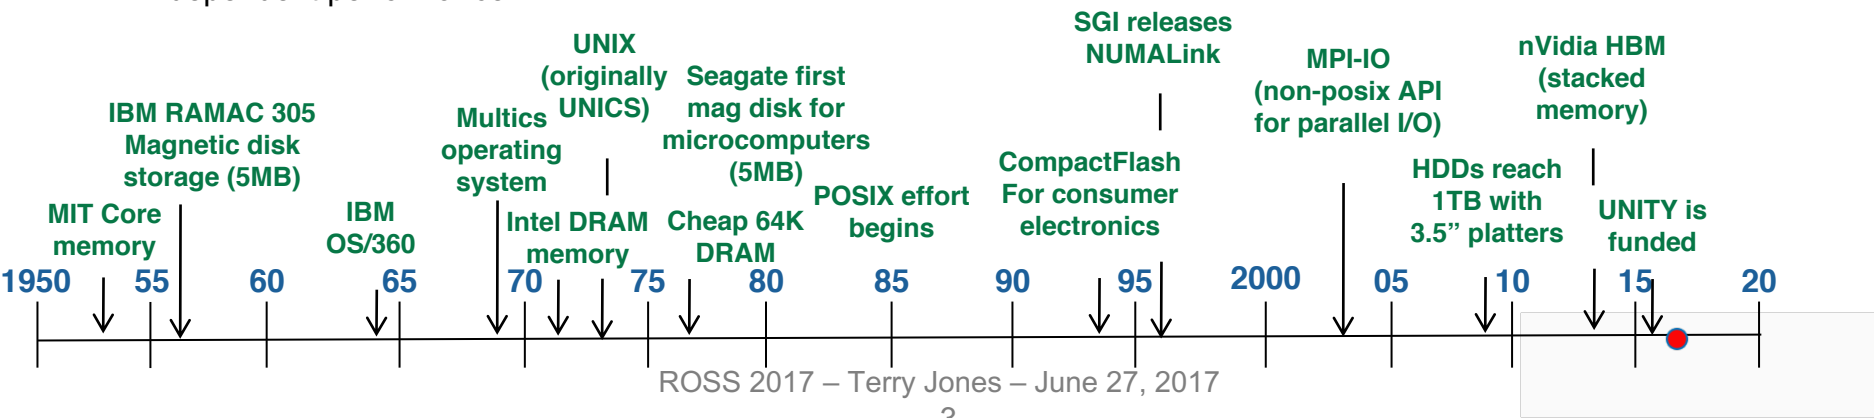 SGI releases
NUMALink
UNIX
(originally
UNICS)
nVidia HBM
(stacked
memory)
MPI-IO
(non-posix API
for parallel I/O)
Seagate first
mag disk for
microcomputers
(5MB)
IBM RAMAC 305
Magnetic disk
storage (5MB)
Multics
operating
system
CompactFlash
For consumer
electronics
HDDs reach
1TB with
3.5” platters
POSIX effort
begins
MIT Core
memory
IBM
OS/360
Intel DRAM
memory
Cheap 64K
DRAM
UNITY is
funded
1950 55 60 65 70 75 80 85 90 95 2000 05 10 15 20
ROSS 2017 – Terry Jones – June 27, 2017